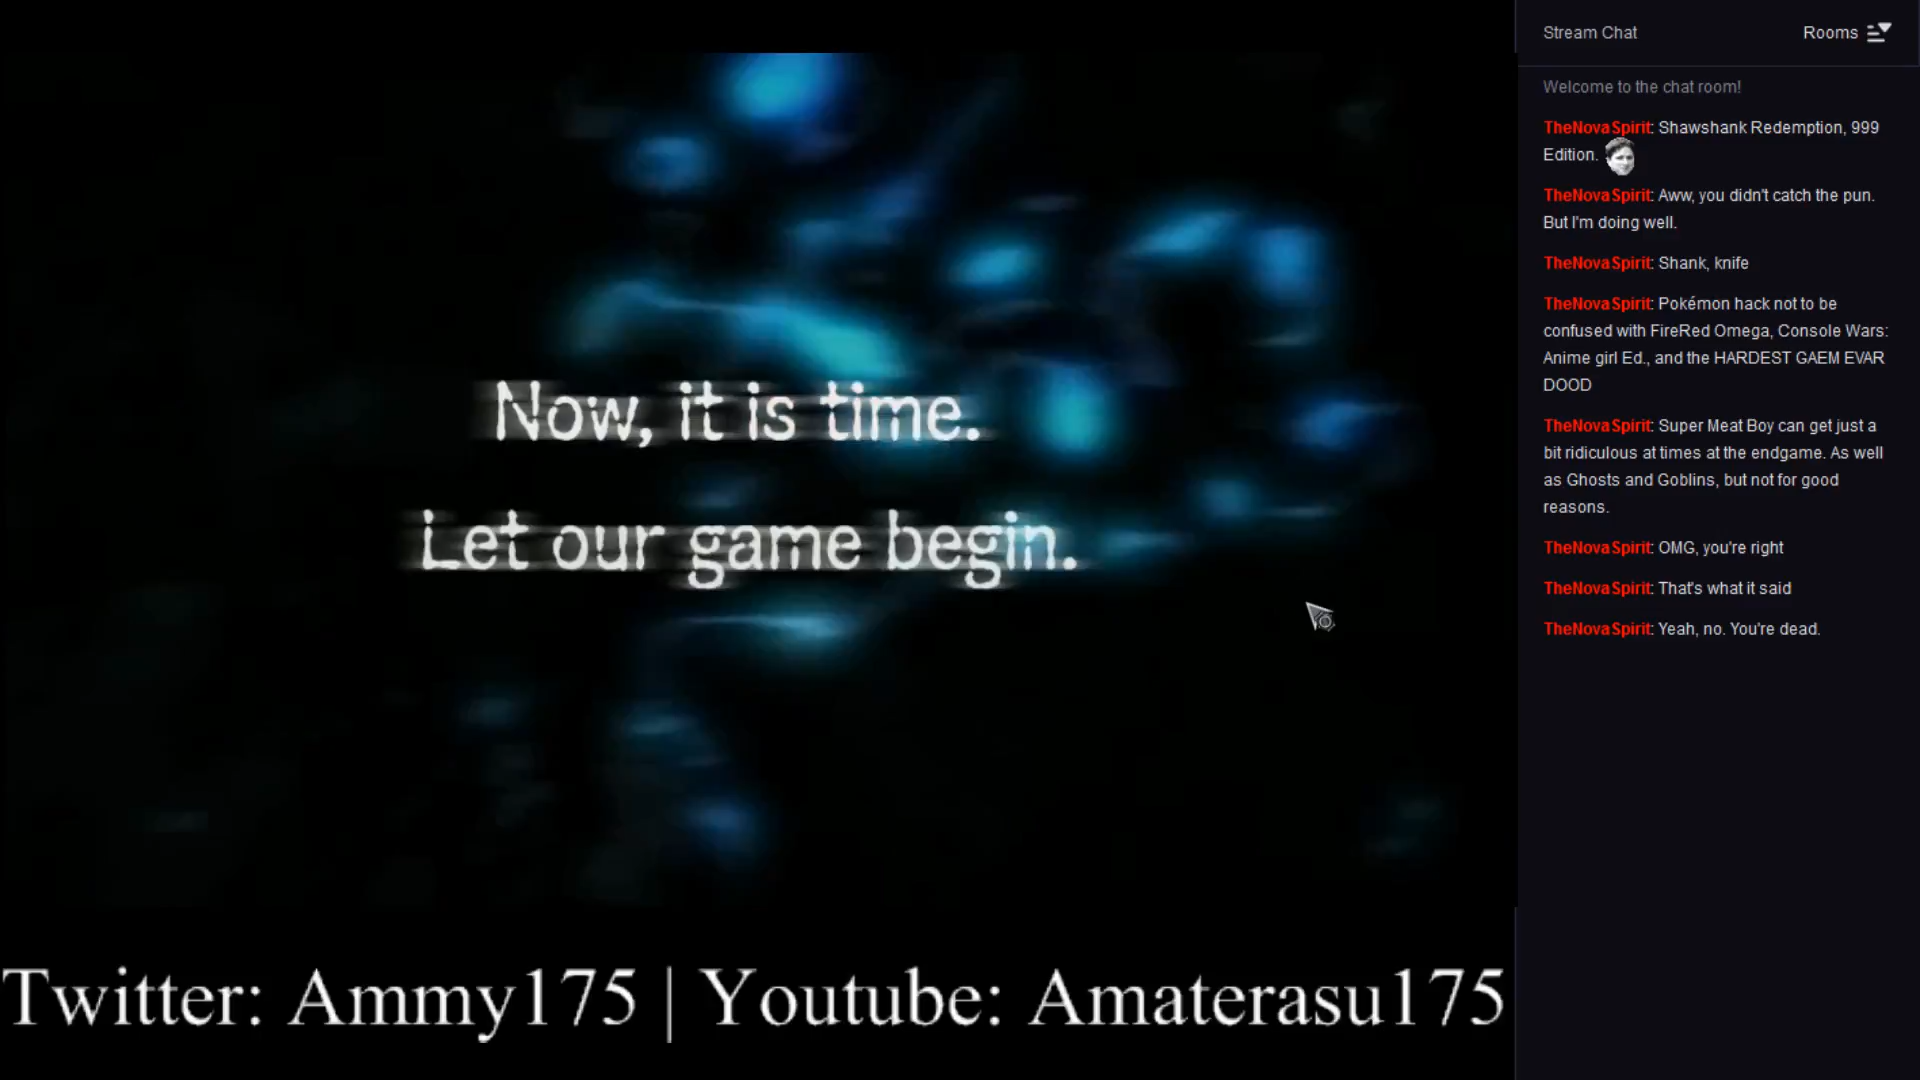 Now, it is time.
Let our game begin.
Twitter: Ammy175 | Youtube: Amaterasu175
Stream Chat
Rooms
Welcome to the chat room!
TheNovaSpirit: Shawshank Redemption, 999
Edition.
TheNovaSpirit: Aww, you didn't catch the pun.
But I'm doing well.
TheNovaSpirit: Shank, knife
TheNovaSpirit: Pokémon hack not to be
confused with FireRed Omega, Console Wars:
Anime girl Ed., and the HARDEST GAEM EVAR
DOOD
TheNovaSpirit: Super Meat Boy can get just a
bit ridiculous at times at the endgame. As well
as Ghosts and Goblins, but not for good
reasons.
TheNovaSpirit: OMG, you're right
TheNovaSpirit: That's what it said
TheNovaSpirit: Yeah, no. You're dead.